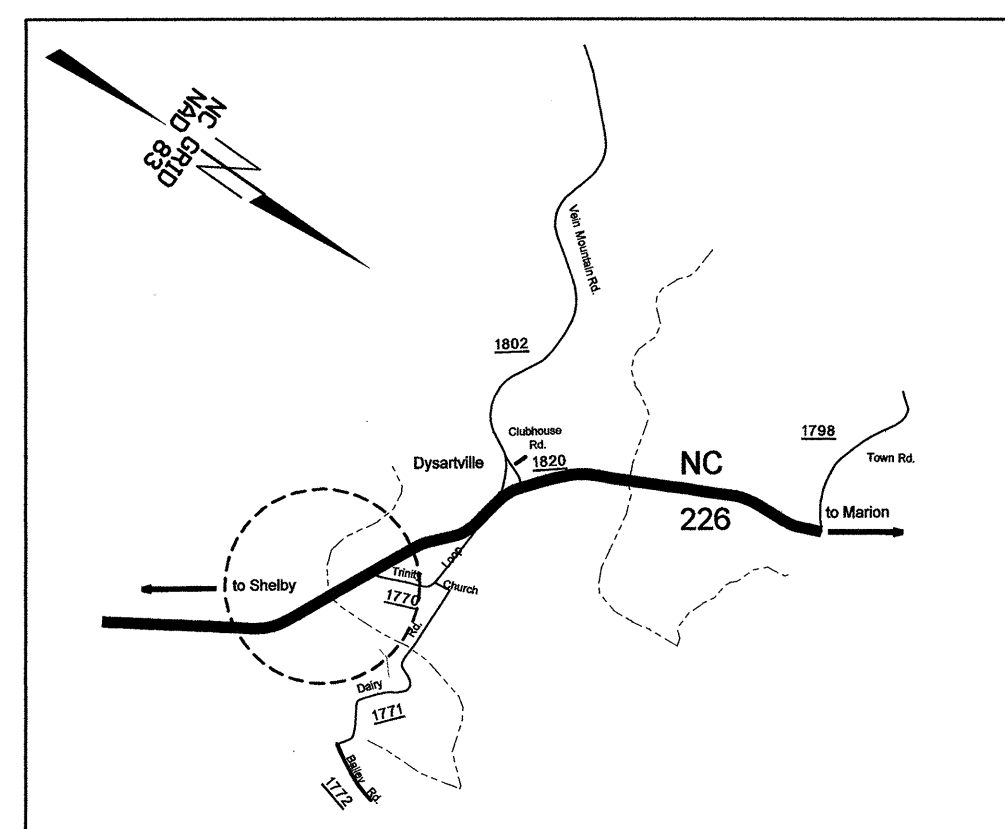 NC GRID
NAD 83
Vein Mountain Rd.
1802
Clubhouse
Rd.
1820
Dysartville
NC
226
1798
Town Rd.
to Marion
to Shelby
Loop
Trinity
Church
1770
Rd.
Dairy
1771
Bailey Rd.
1772